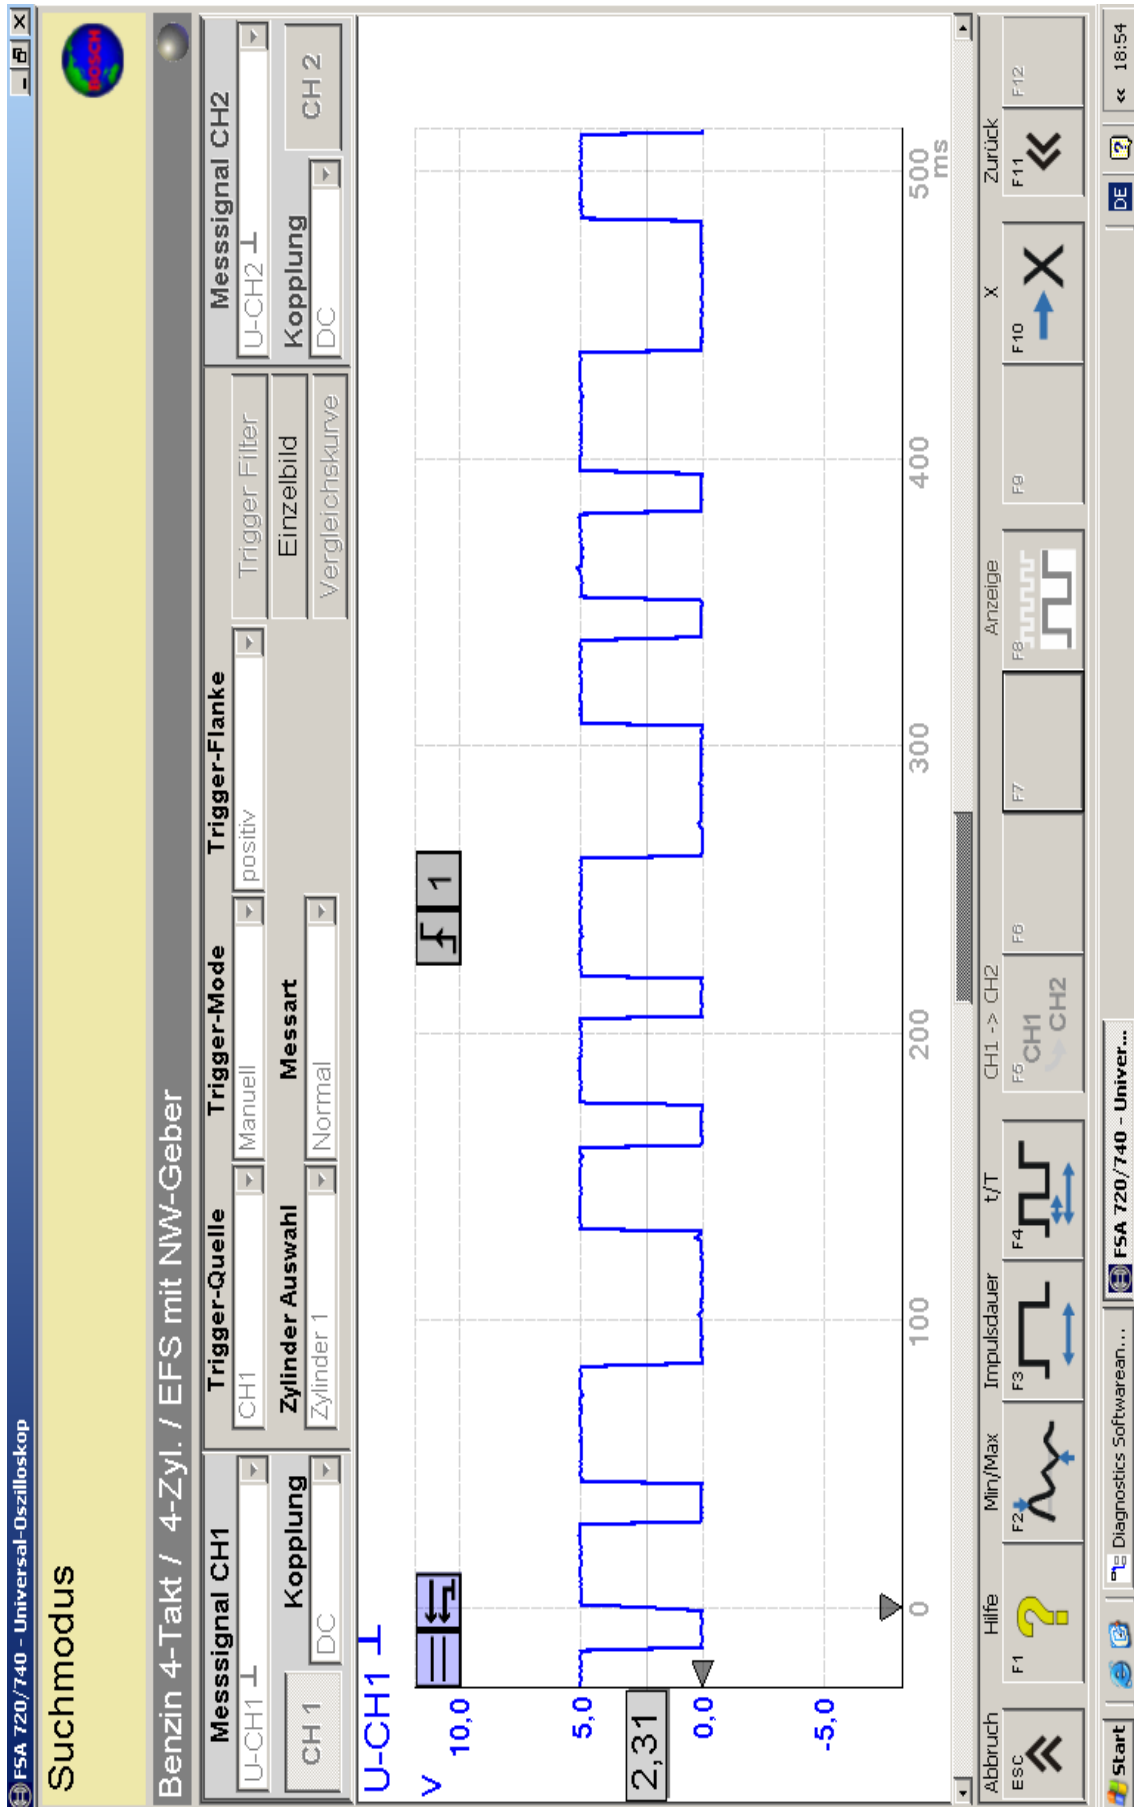 FSA 720/740 - Universal-Oszilloskop
Suchmodus
BOSCH
Benzin 4-Takt / 4-Zyl. / EFS mit NW-Geber
Messsignal CH1
Trigger-Quelle
Trigger-Mode
Trigger-Flanke
Messsignal CH2
U-CH1 ⊥
CH1
Manuell
positiv
Trigger Filter
U-CH2 ⊥
CH 1
Kopplung
Zylinder Auswahl
Messart
Einzelbild
Kopplung
CH 2
DC
Zylinder 1
Normal
Vergleichskurve
DC
U-CH1 ⊥
V
1
10,0
5,0
2,31
0,0
-5,0
0
100
200
300
400
500
ms
Abbruch
Hilfe
Min/Max
Impulsdauer
t/T
CH1 -> CH2
Anzeige
X
Zurück
ESC
F1
F2
F3
F4
F5
CH1
CH2
F6
F7
F8
F9
F10
F11
F12
Start
Diagnostics Softwarean...
FSA 720/740 - Univer...
DE
18:54